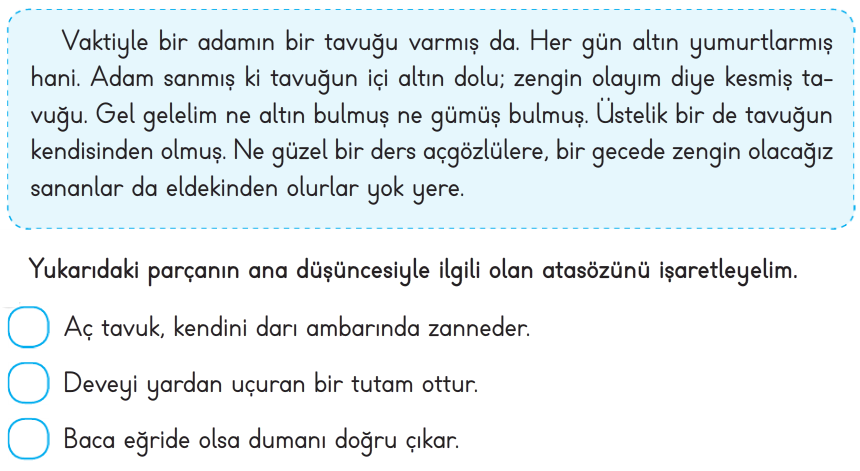 Vaktiyle bir adamın bir tavuğu varmış da. Her gün altın yumurtlarmış
hani. Adam sanmış ki tavuğun içi altın dolu; zengin olayım diye kesmiş ta-
vuğu. Gel gelelim ne altın bulmuş ne gümüş bulmuş. Üstelik bir de tavuğun
kendisinden olmuş. Ne güzel bir ders açgözlülere, bir gecede zengin olacağız
sananlar da eldekinden olurlar yok yere.
Yukarıdaki parçanın ana düşüncesiyle ilgili olan atasözünü işaretleyelim.
Aç tavuk, kendini darı ambarında zanneder.
Deveyi yardan uçuran bir tutam ottur.
Baca eğride olsa dumanı doğru çıkar.